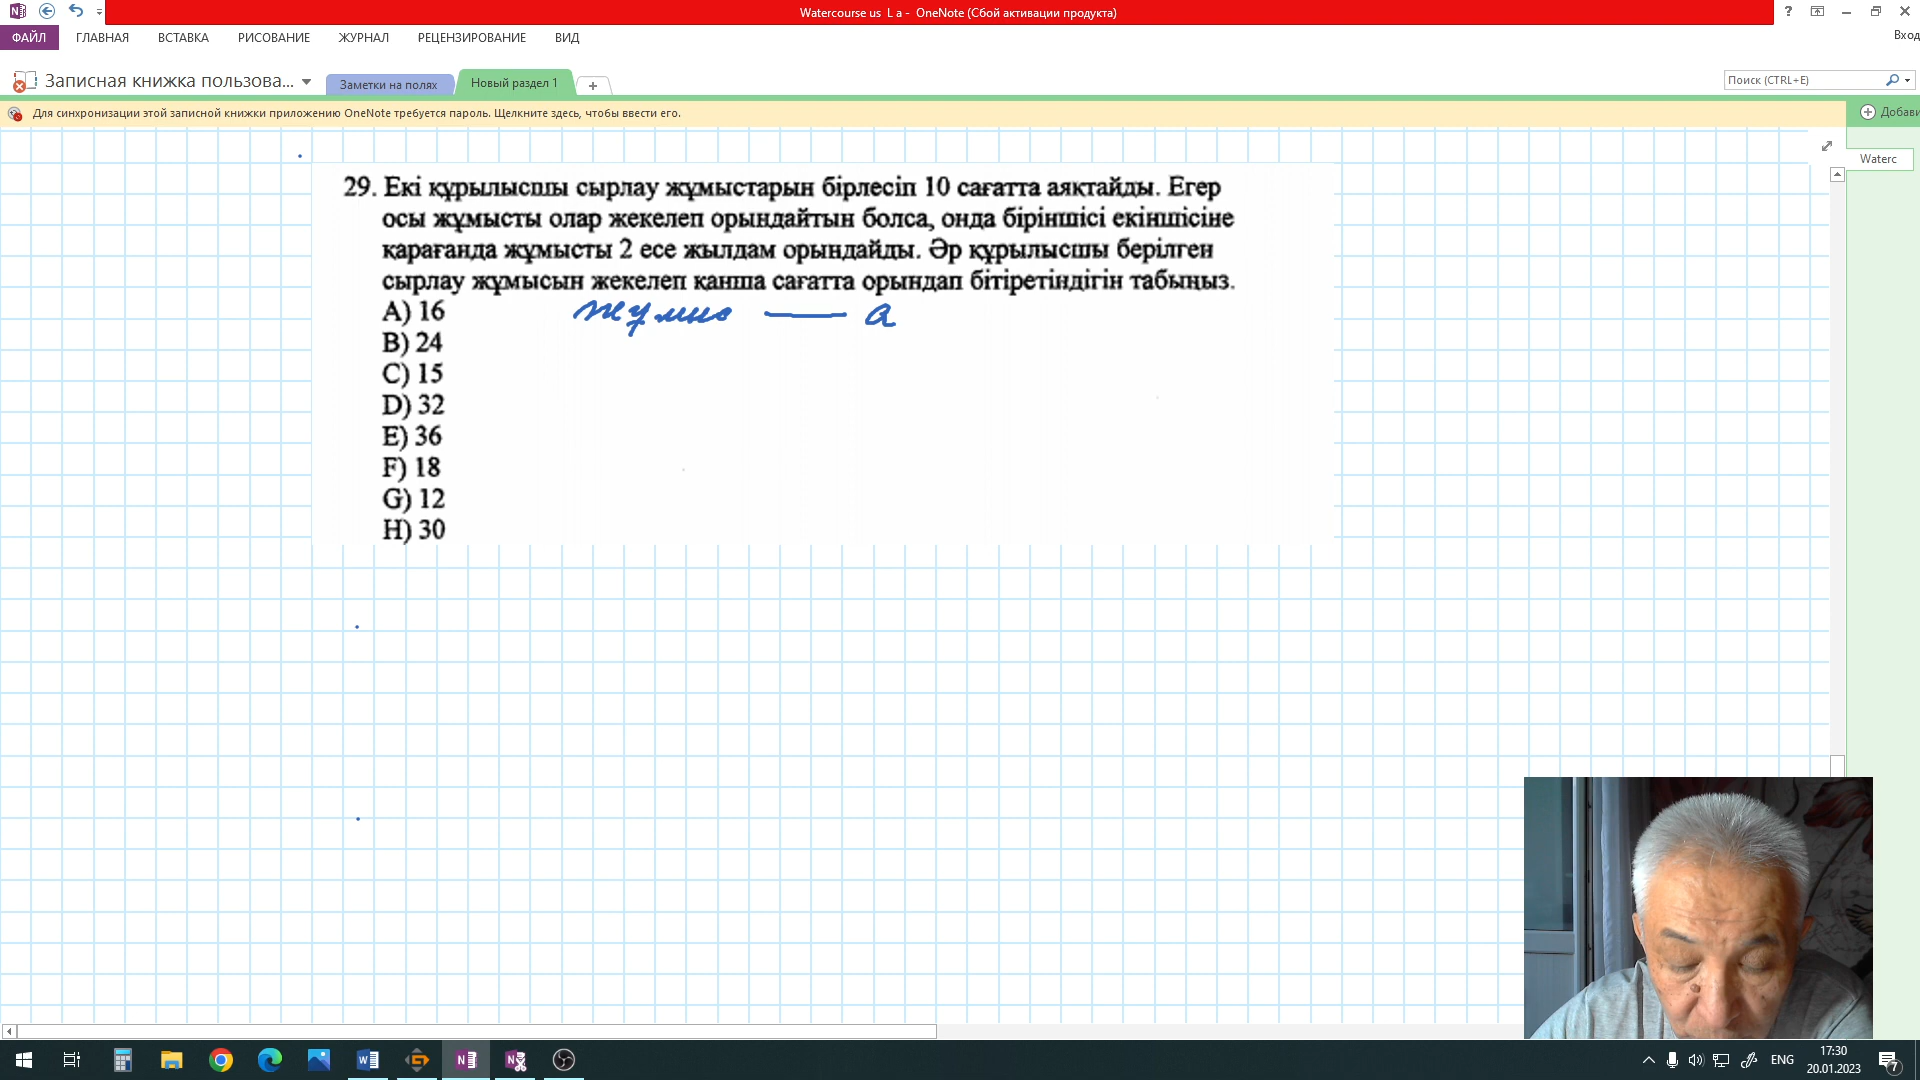 Watercourse us L a - OneNote (Сбой активации продукта)
ФАЙЛ ГЛАВНАЯ ВСТАВКА РИСОВАНИЕ ЖУРНАЛ РЕЦЕНЗИРОВАНИЕ ВИД
Вход
Записная книжка пользова... Заметки на полях Новый раздел 1
Поиск (CTRL+E)
Для синхронизации этой записной книжки приложению OneNote требуется пароль. Щелкните здесь, чтобы ввести его.
Добави
Waterc
29. Екі құрылысшы сырлау жұмыстарын бірлесіп 10 сағатта аяқтайды. Егер
осы жұмысты олар жекелеп орындайтын болса, онда біріншісі екіншісіне
қарағанда жұмысты 2 есе жылдам орындайды. Әр құрылысшы берілген
сырлау жұмысын жекелеп қанша сағатта орындап бітіретіндігін табыңыз.
A) 16
— a
B) 24
C) 15
D) 32
E) 36
F) 18
G) 12
H) 30
ENG
17:30
20.01.2023
7